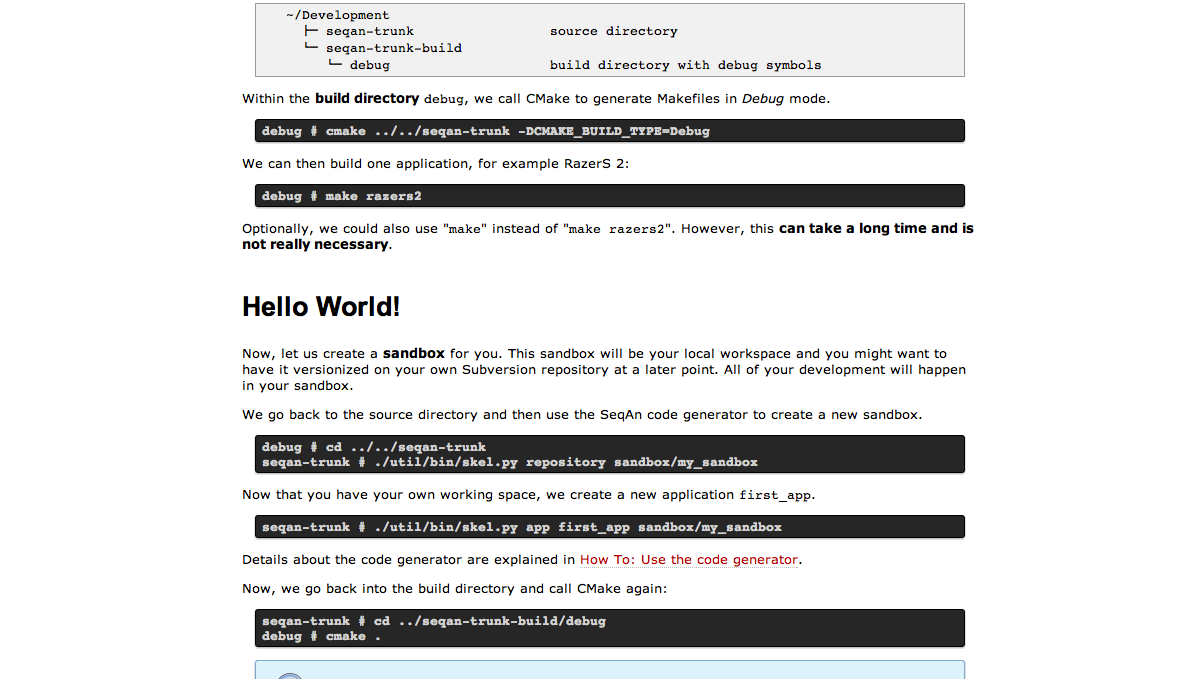 ~/Development
├─ seqan-trunk source directory
└─ seqan-trunk-build
└─ debug build directory with debug symbols
Within the build directory debug, we call CMake to generate Makefiles in Debug mode.
debug # cmake ../../seqan-trunk -DCMAKE_BUILD_TYPE=Debug
We can then build one application, for example RazerS 2:
debug # make razers2
Optionally, we could also use "make" instead of "make razers2". However, this can take a long time and is
not really necessary.
Hello World!
Now, let us create a sandbox for you. This sandbox will be your local workspace and you might want to
have it versionized on your own Subversion repository at a later point. All of your development will happen
in your sandbox.
We go back to the source directory and then use the SeqAn code generator to create a new sandbox.
debug # cd ../../seqan-trunk
seqan-trunk # ./util/bin/skel.py repository sandbox/my_sandbox
Now that you have your own working space, we create a new application first_app.
seqan-trunk # ./util/bin/skel.py app first_app sandbox/my_sandbox
Details about the code generator are explained in How To: Use the code generator.
Now, we go back into the build directory and call CMake again:
seqan-trunk # cd ../seqan-trunk-build/debug
debug # cmake .